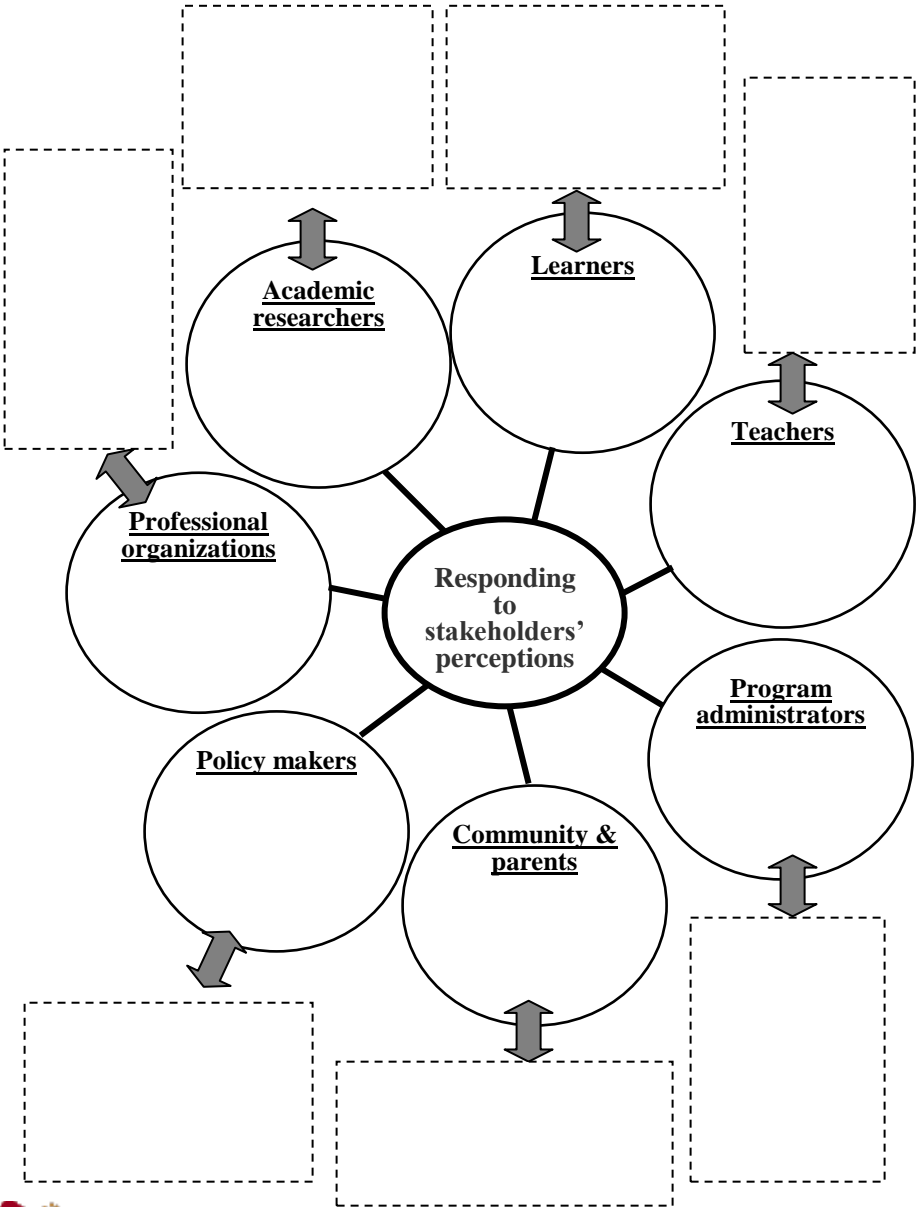 Learners
Academic
researchers
Teachers
Professional
organizations
Responding
to
stakeholders’
perceptions
Program
administrators
Policy makers
Community &
parents